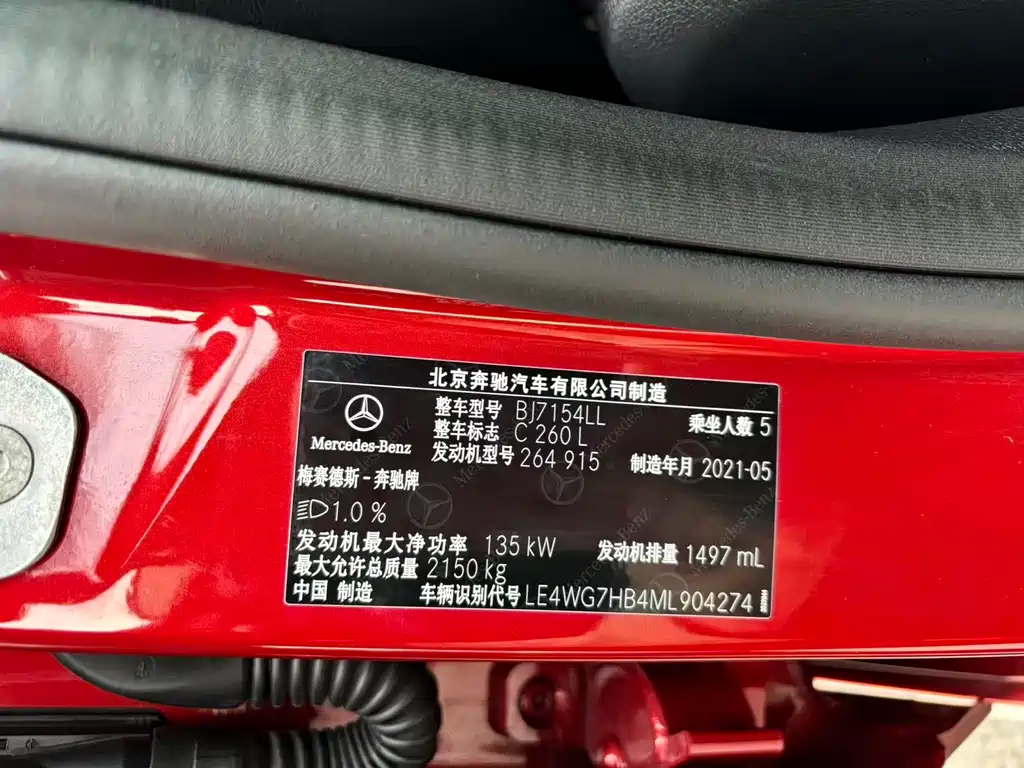 北京奔驰汽车有限公司制造
整车型号 BJ7154LL
整车标志 C 260 L
乘坐人数 5
发动机型号 264 915
制造年月 2021-05
Mercedes-Benz
梅赛德斯-奔驰牌
1.0 %
发动机最大净功率 135 kW
发动机排量 1497 mL
最大允许总质量 2150 kg
中国 制造
车辆识别代号 LE4WG7HB4ML904274